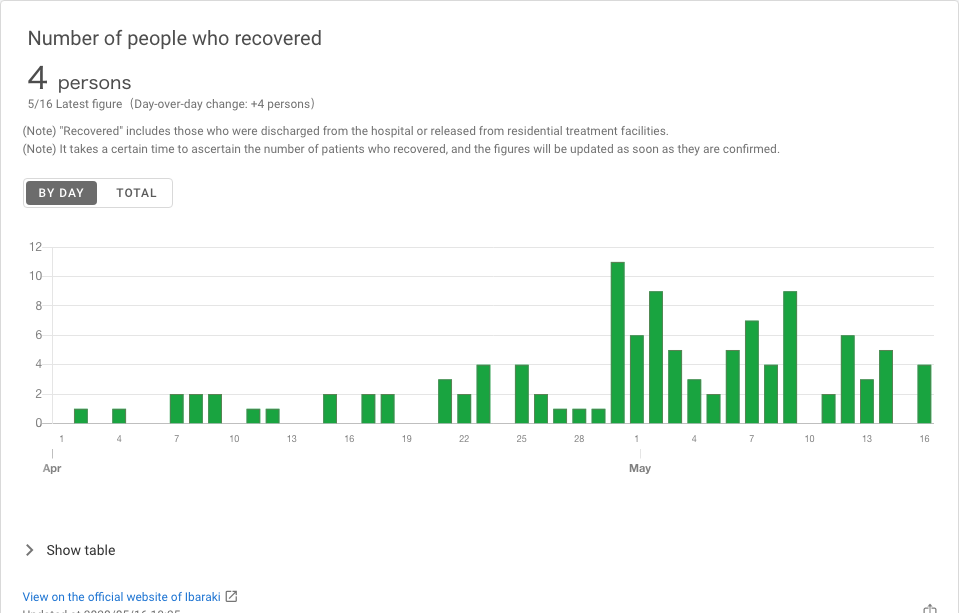 Number of people who recovered
4 persons
5/16 Latest figure（Day-over-day change: +4 persons）
(Note) "Recovered" includes those who were discharged from the hospital or released from residential treatment facilities.
(Note) It takes a certain time to ascertain the number of patients who recovered, and the figures will be updated as soon as they are confirmed.
BY DAY TOTAL
12
10
8
6
4
2
0
1 4 7 10 13 16 19 22 25 28 1 4 7 10 13 16
Apr May
Show table
View on the official website of Ibaraki